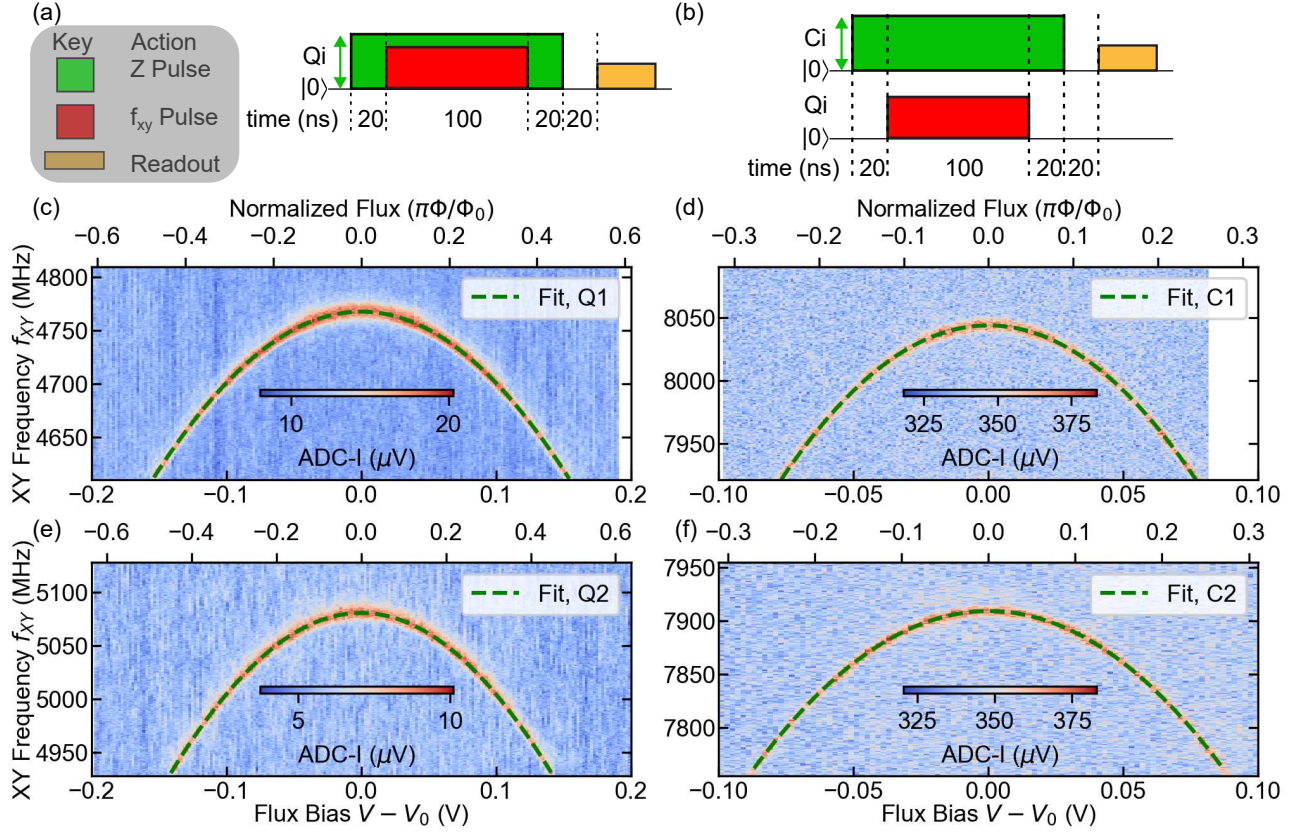 (a)
Key Action
Z Pulse
f_xy Pulse
Readout
Qi
|0⟩
time (ns) 20 100 20 20
(b)
Ci
|0⟩
Qi
|0⟩
time (ns) 20 100 20 20
(c)
Normalized Flux (πΦ/Φ₀)
−0.6 −0.4 −0.2 0.0 0.2 0.4 0.6
XY Frequency f_XY (MHz)
4800
4750
4700
4650
Fit, Q1
10 20
ADC-I (μV)
−0.2 −0.1 0.0 0.1 0.2
(d)
Normalized Flux (πΦ/Φ₀)
−0.3 −0.2 −0.1 0.0 0.1 0.2 0.3
8050
8000
7950
Fit, C1
325 350 375
ADC-I (μV)
−0.10 −0.05 0.00 0.05 0.10
(e)
−0.6 −0.4 −0.2 0.0 0.2 0.4 0.6
XY Frequency f_XY (MHz)
5100
5050
5000
4950
Fit, Q2
5 10
ADC-I (μV)
−0.2 −0.1 0.0 0.1 0.2
Flux Bias V − V₀ (V)
(f)
−0.3 −0.2 −0.1 0.0 0.1 0.2 0.3
7950
7900
7850
7800
Fit, C2
325 350 375
ADC-I (μV)
−0.10 −0.05 0.00 0.05 0.10
Flux Bias V − V₀ (V)